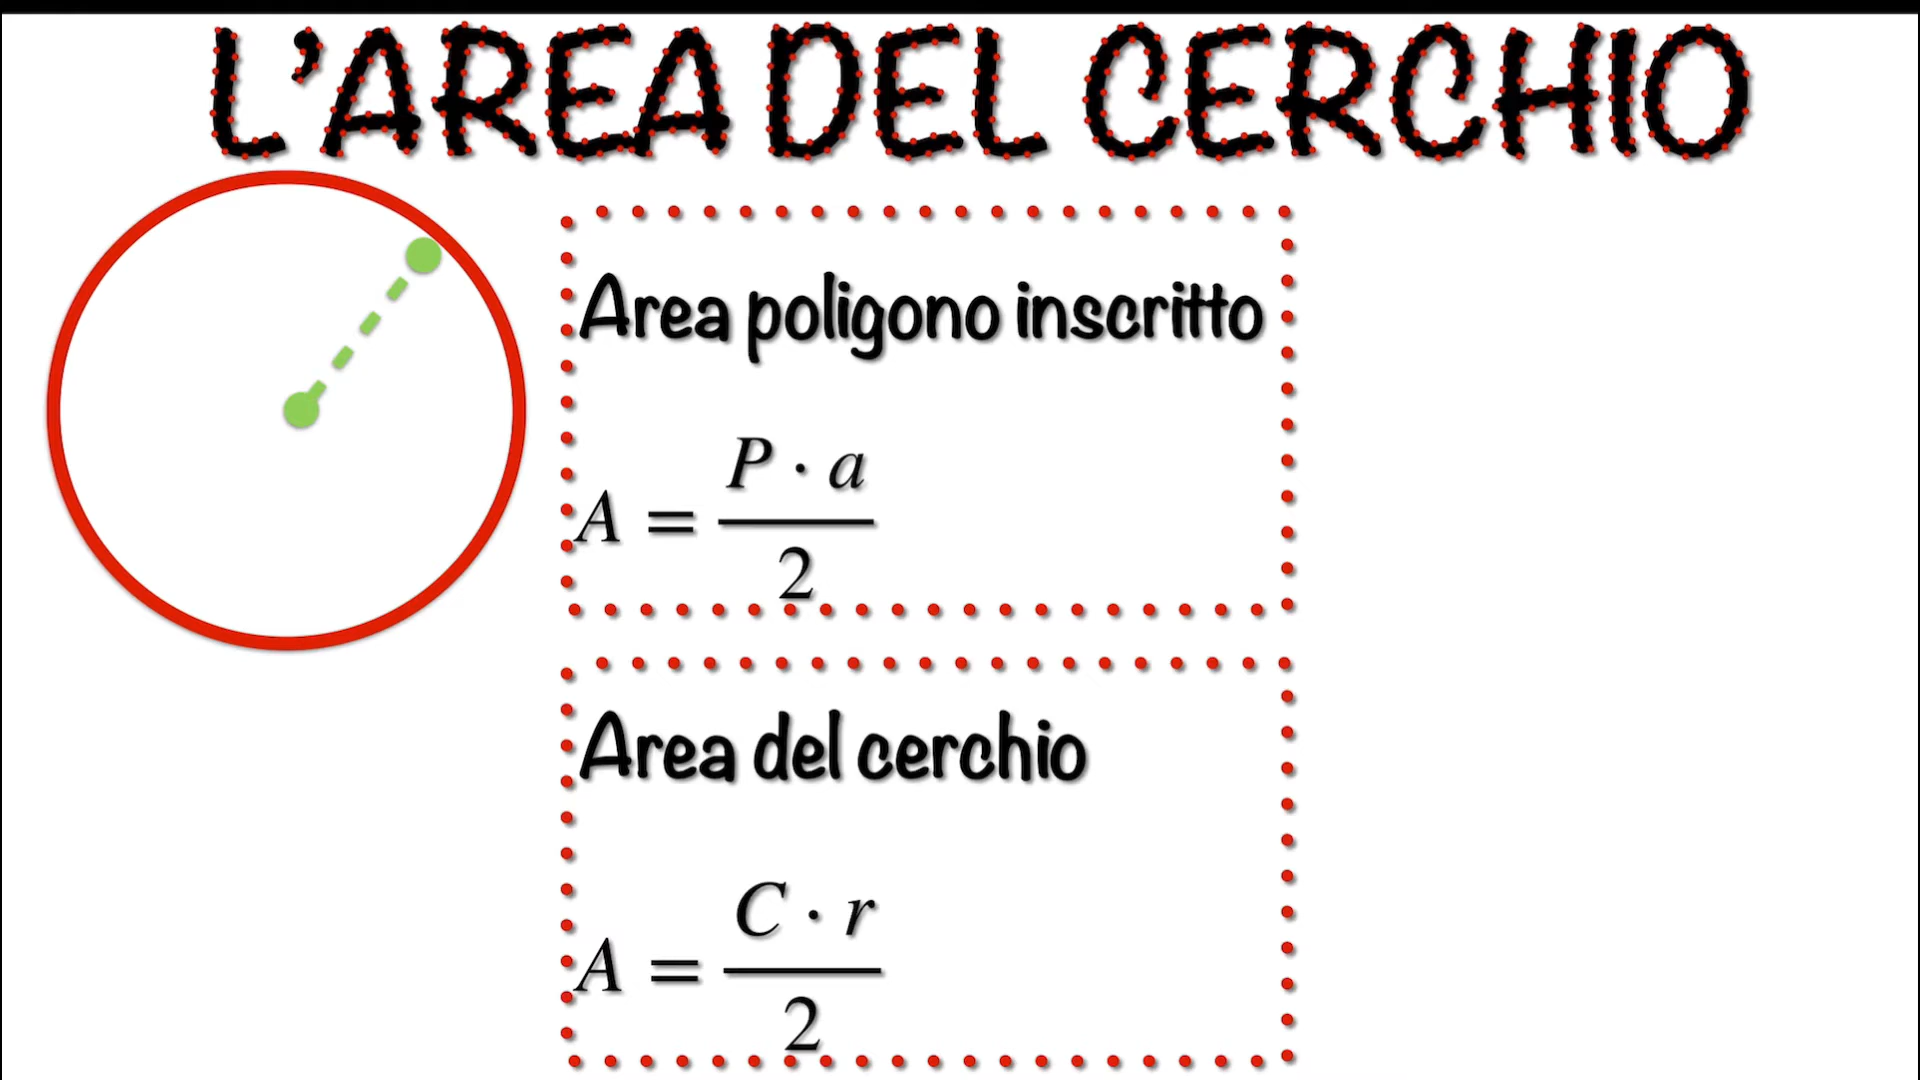 L'AREA DEL CERCHIO
Area poligono inscritto
A = P · a / 2
Area del cerchio
A = C · r / 2